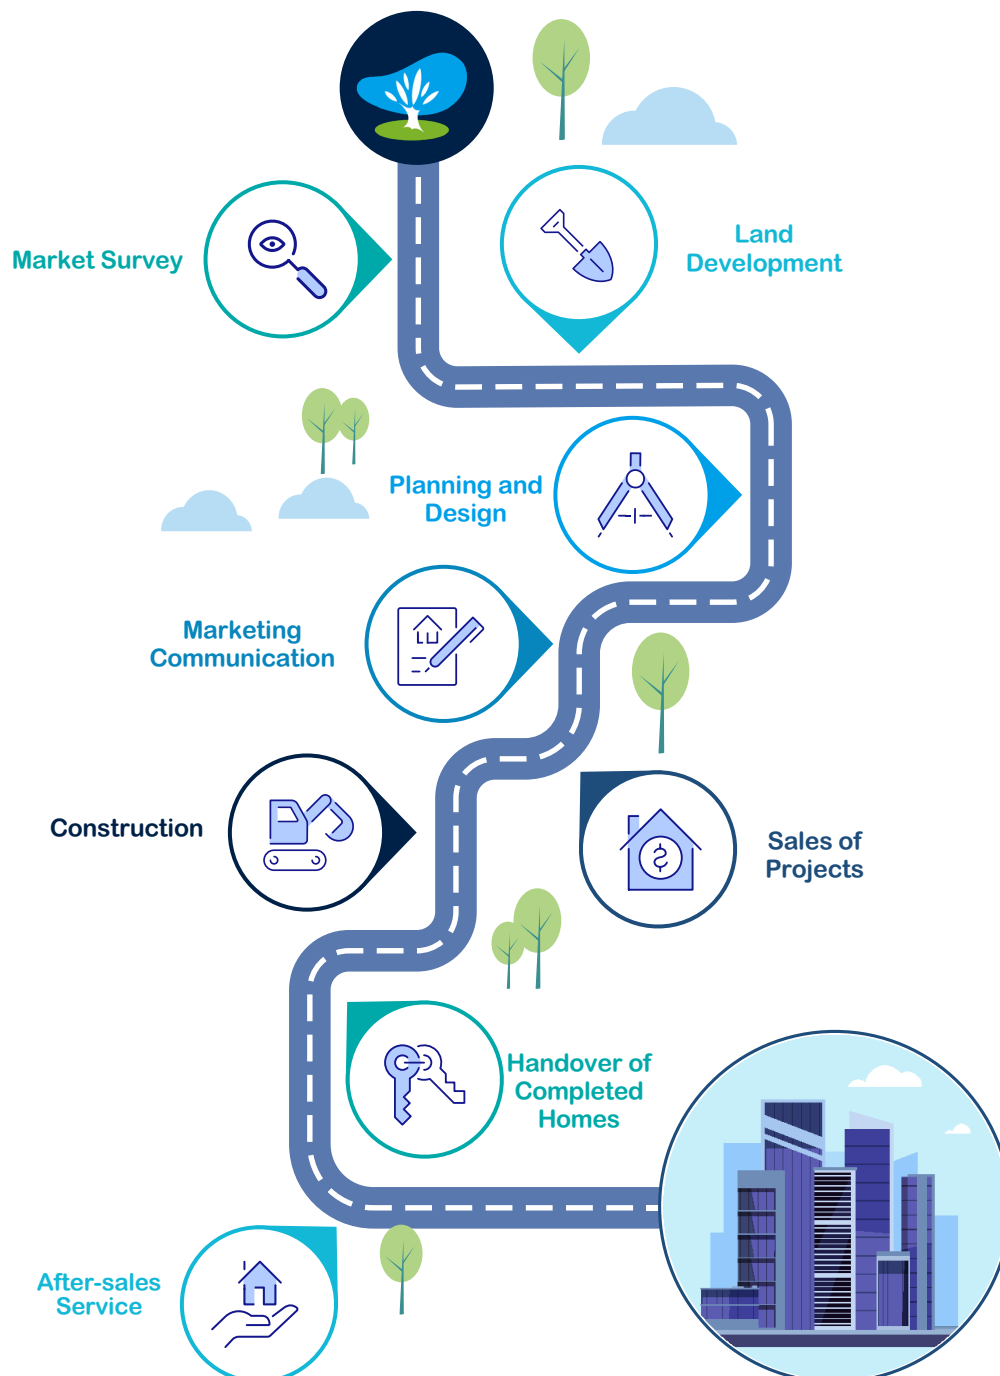 Market Survey
Land
Development
Planning and
Design
Marketing
Communication
Construction
Sales of
Projects
Handover of
Completed
Homes
After-sales
Service